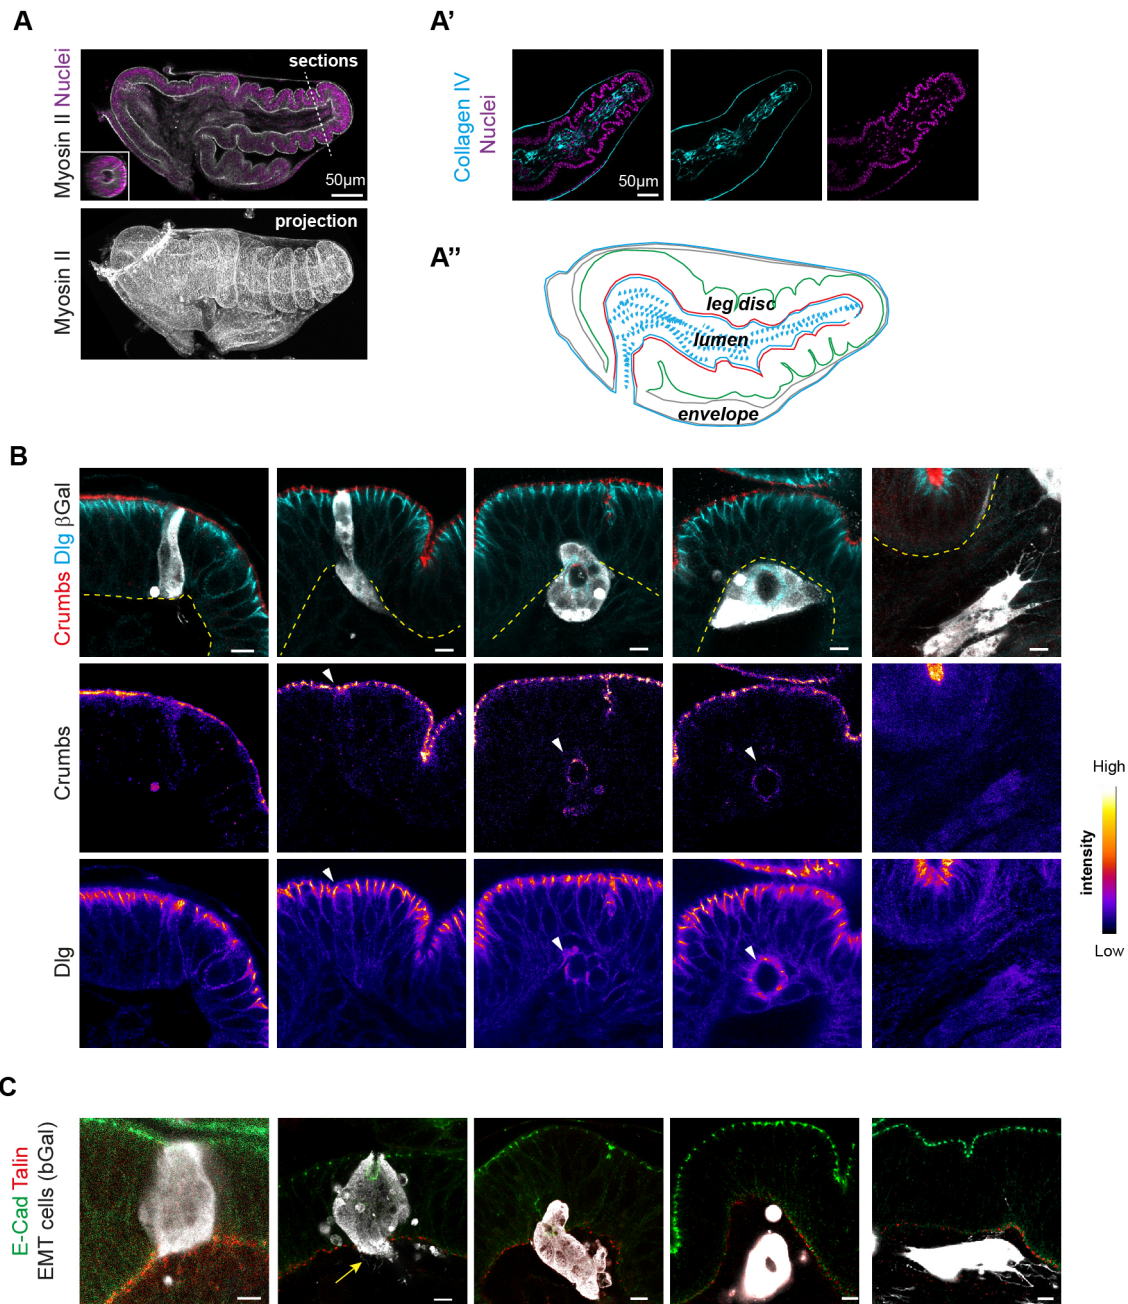 A
Myosin II Nuclei
sections
50µm
Myosin II
projection
A'
Collagen IV
Nuclei
50µm
A''
leg disc
lumen
envelope
B
Crumbs Dlg βGal
Crumbs
Dlg
High
intensity
Low
C
E-Cad Talin
EMT cells (bGal)